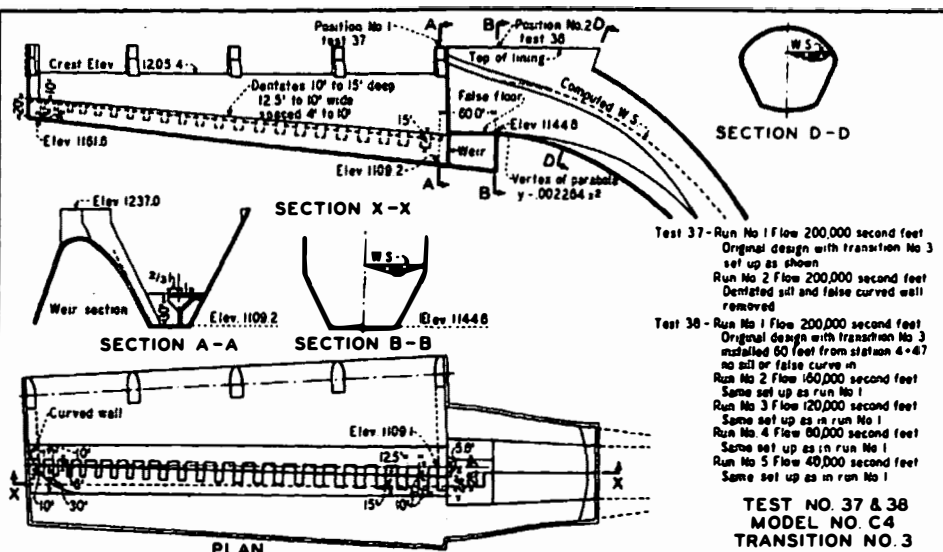 Position No 1
test 37
A
B
Position No. 2
test 38
D
Crest Elev 1205.4
Top of lining
Computed W S
W S
SECTION D-D
10'
20'
Dentates 10' to 15' deep
12.5' to 10' wide
spaced 4' to 10'
False floor
60.0'
Elev 1144.6
15'
Elev 1161.6
Weir
D
Elev 1109.2
Vertex of parabola
y = .002284 x²
A
B
Elev 1237.0
SECTION X-X
2/3 h
h
Weir section
W S
Elev. 1109.2
Elev 1144.6
SECTION A-A
SECTION B-B
Curved wall
Elev 1109.1
10'
12.5'
X
X
10'
30'
15'
10'
PLAN
Test 37 - Run No 1 Flow 200,000 second feet
Original design with transition No 3
set up as shown
Run No 2 Flow 200,000 second feet
Dentated sill and false curved wall
removed
Test 38 - Run No 1 Flow 200,000 second feet
Original design with transition No 3
installed 60 feet from station 4+47
no sill or false curve in
Run No 2 Flow 160,000 second feet
Same set up as run No 1
Run No 3 Flow 120,000 second feet
Same set up as in run No 1
Run No. 4 Flow 80,000 second feet
Same set up as in run No 1
Run No 5 Flow 40,000 second feet
Same set up as in run No 1
TEST NO. 37 & 38
MODEL NO. C4
TRANSITION NO. 3